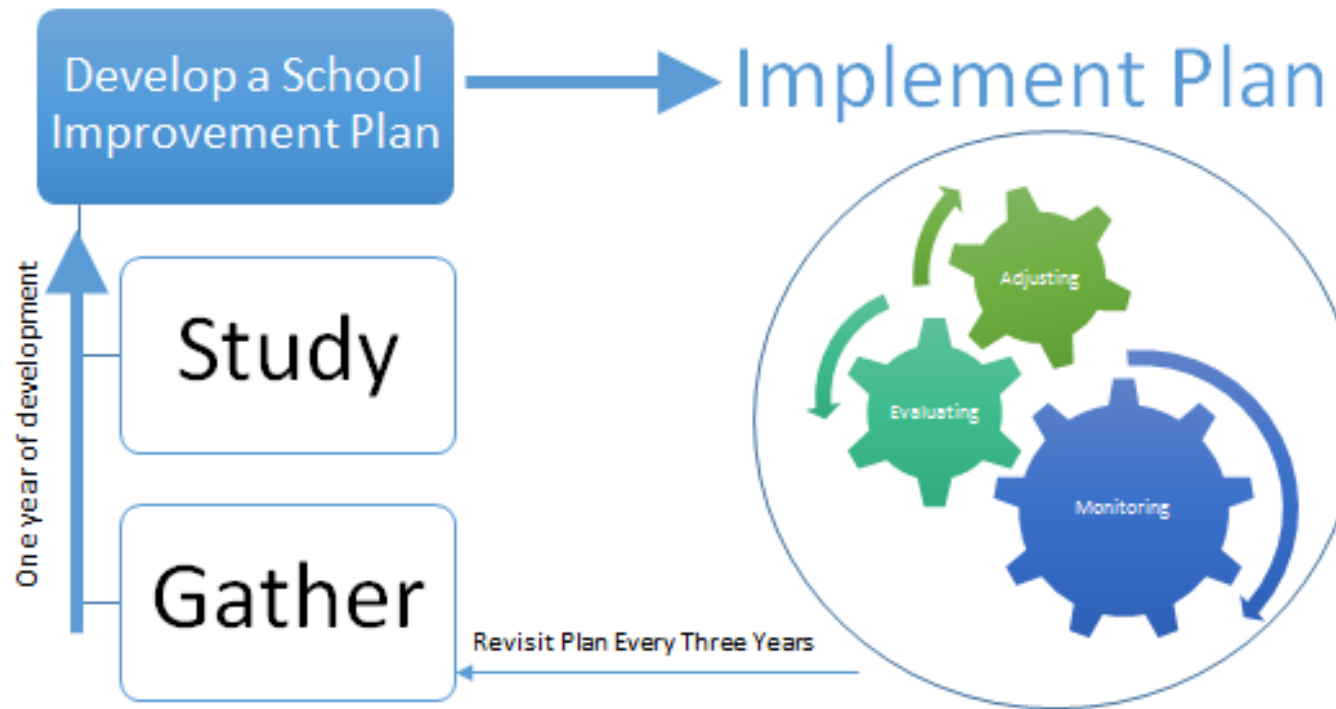 Develop a School
Improvement Plan
Implement Plan
One year of development
Study
Gather
Adjusting
Evaluating
Monitoring
Revisit Plan Every Three Years